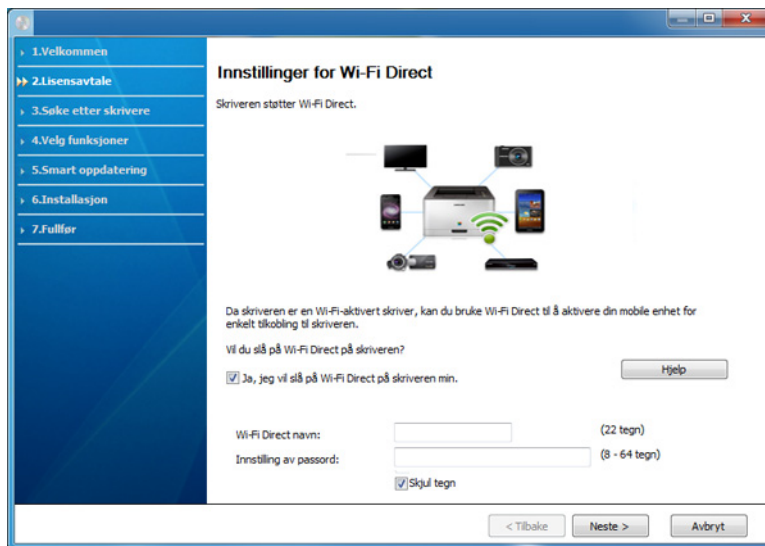 1.Velkommen
2.Lisensavtale
3.Søke etter skrivere
4.Velg funksjoner
5.Smart oppdatering
6.Installasjon
7.Fullfør
Innstillinger for Wi-Fi Direct
Skriveren støtter Wi-Fi Direct.
Da skriveren er en Wi-Fi-aktivert skriver, kan du bruke Wi-Fi Direct til å aktivere din mobile enhet for
enkelt tilkobling til skriveren.
Vil du slå på Wi-Fi Direct på skriveren?
Ja, jeg vil slå på Wi-Fi Direct på skriveren min.
Hjelp
Wi-Fi Direct navn: (22 tegn)
Innstilling av passord: (8 - 64 tegn)
Skjul tegn
< Tilbake Neste > Avbryt